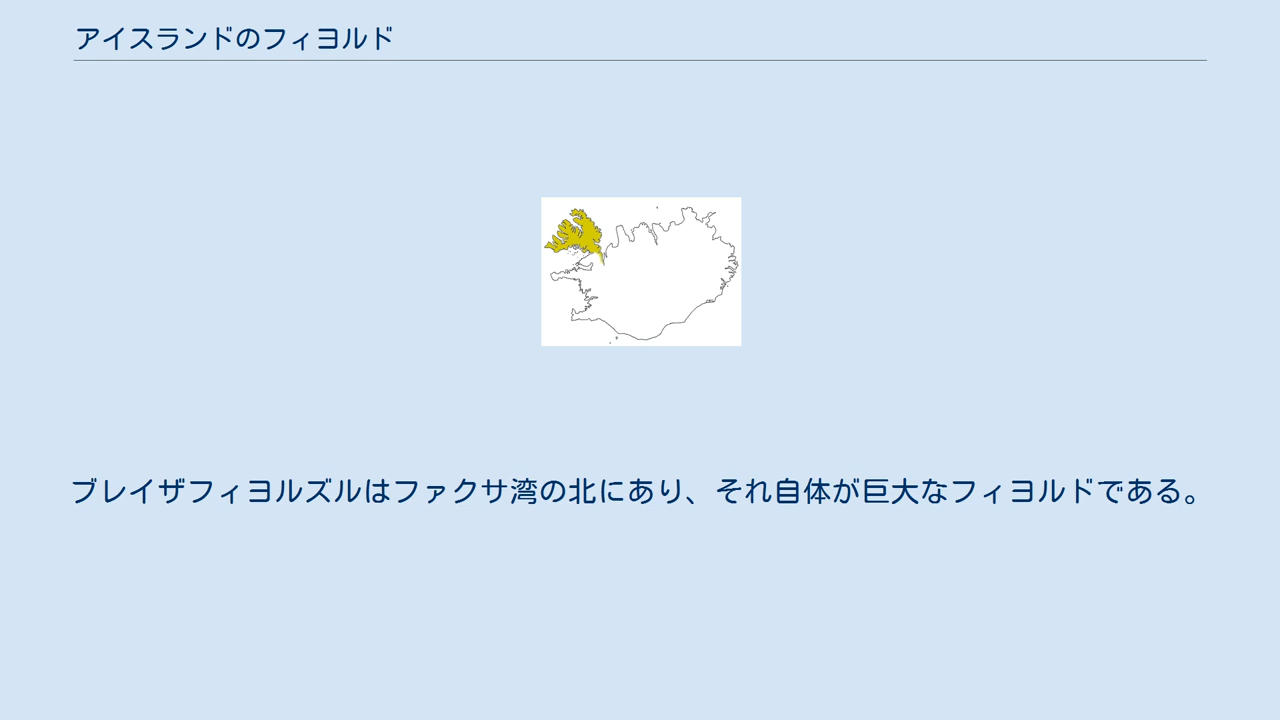 アイスランドのフィヨルド
ブレイザフィヨルズルはファクサ湾の北にあり、それ自体が巨大なフィヨルドである。